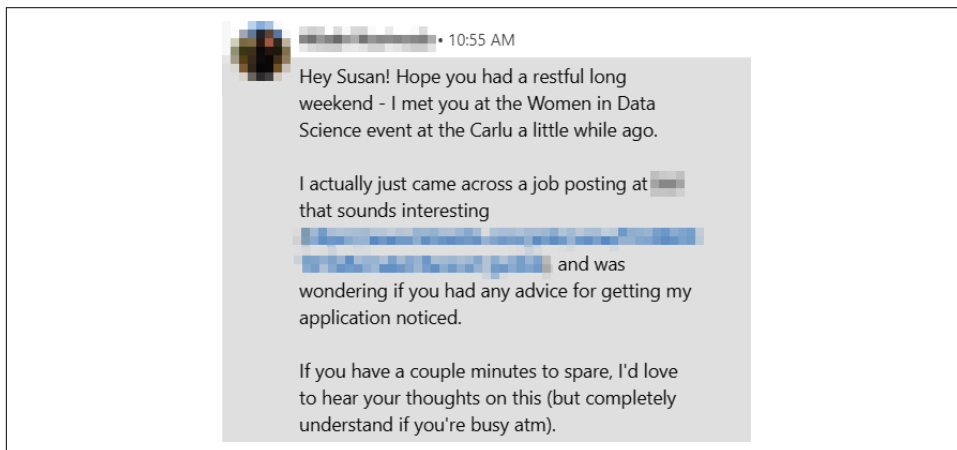 • 10:55 AM
Hey Susan! Hope you had a restful long
weekend - I met you at the Women in Data
Science event at the Carlu a little while ago.
I actually just came across a job posting at
that sounds interesting
and was
wondering if you had any advice for getting my
application noticed.
If you have a couple minutes to spare, I'd love
to hear your thoughts on this (but completely
understand if you're busy atm).